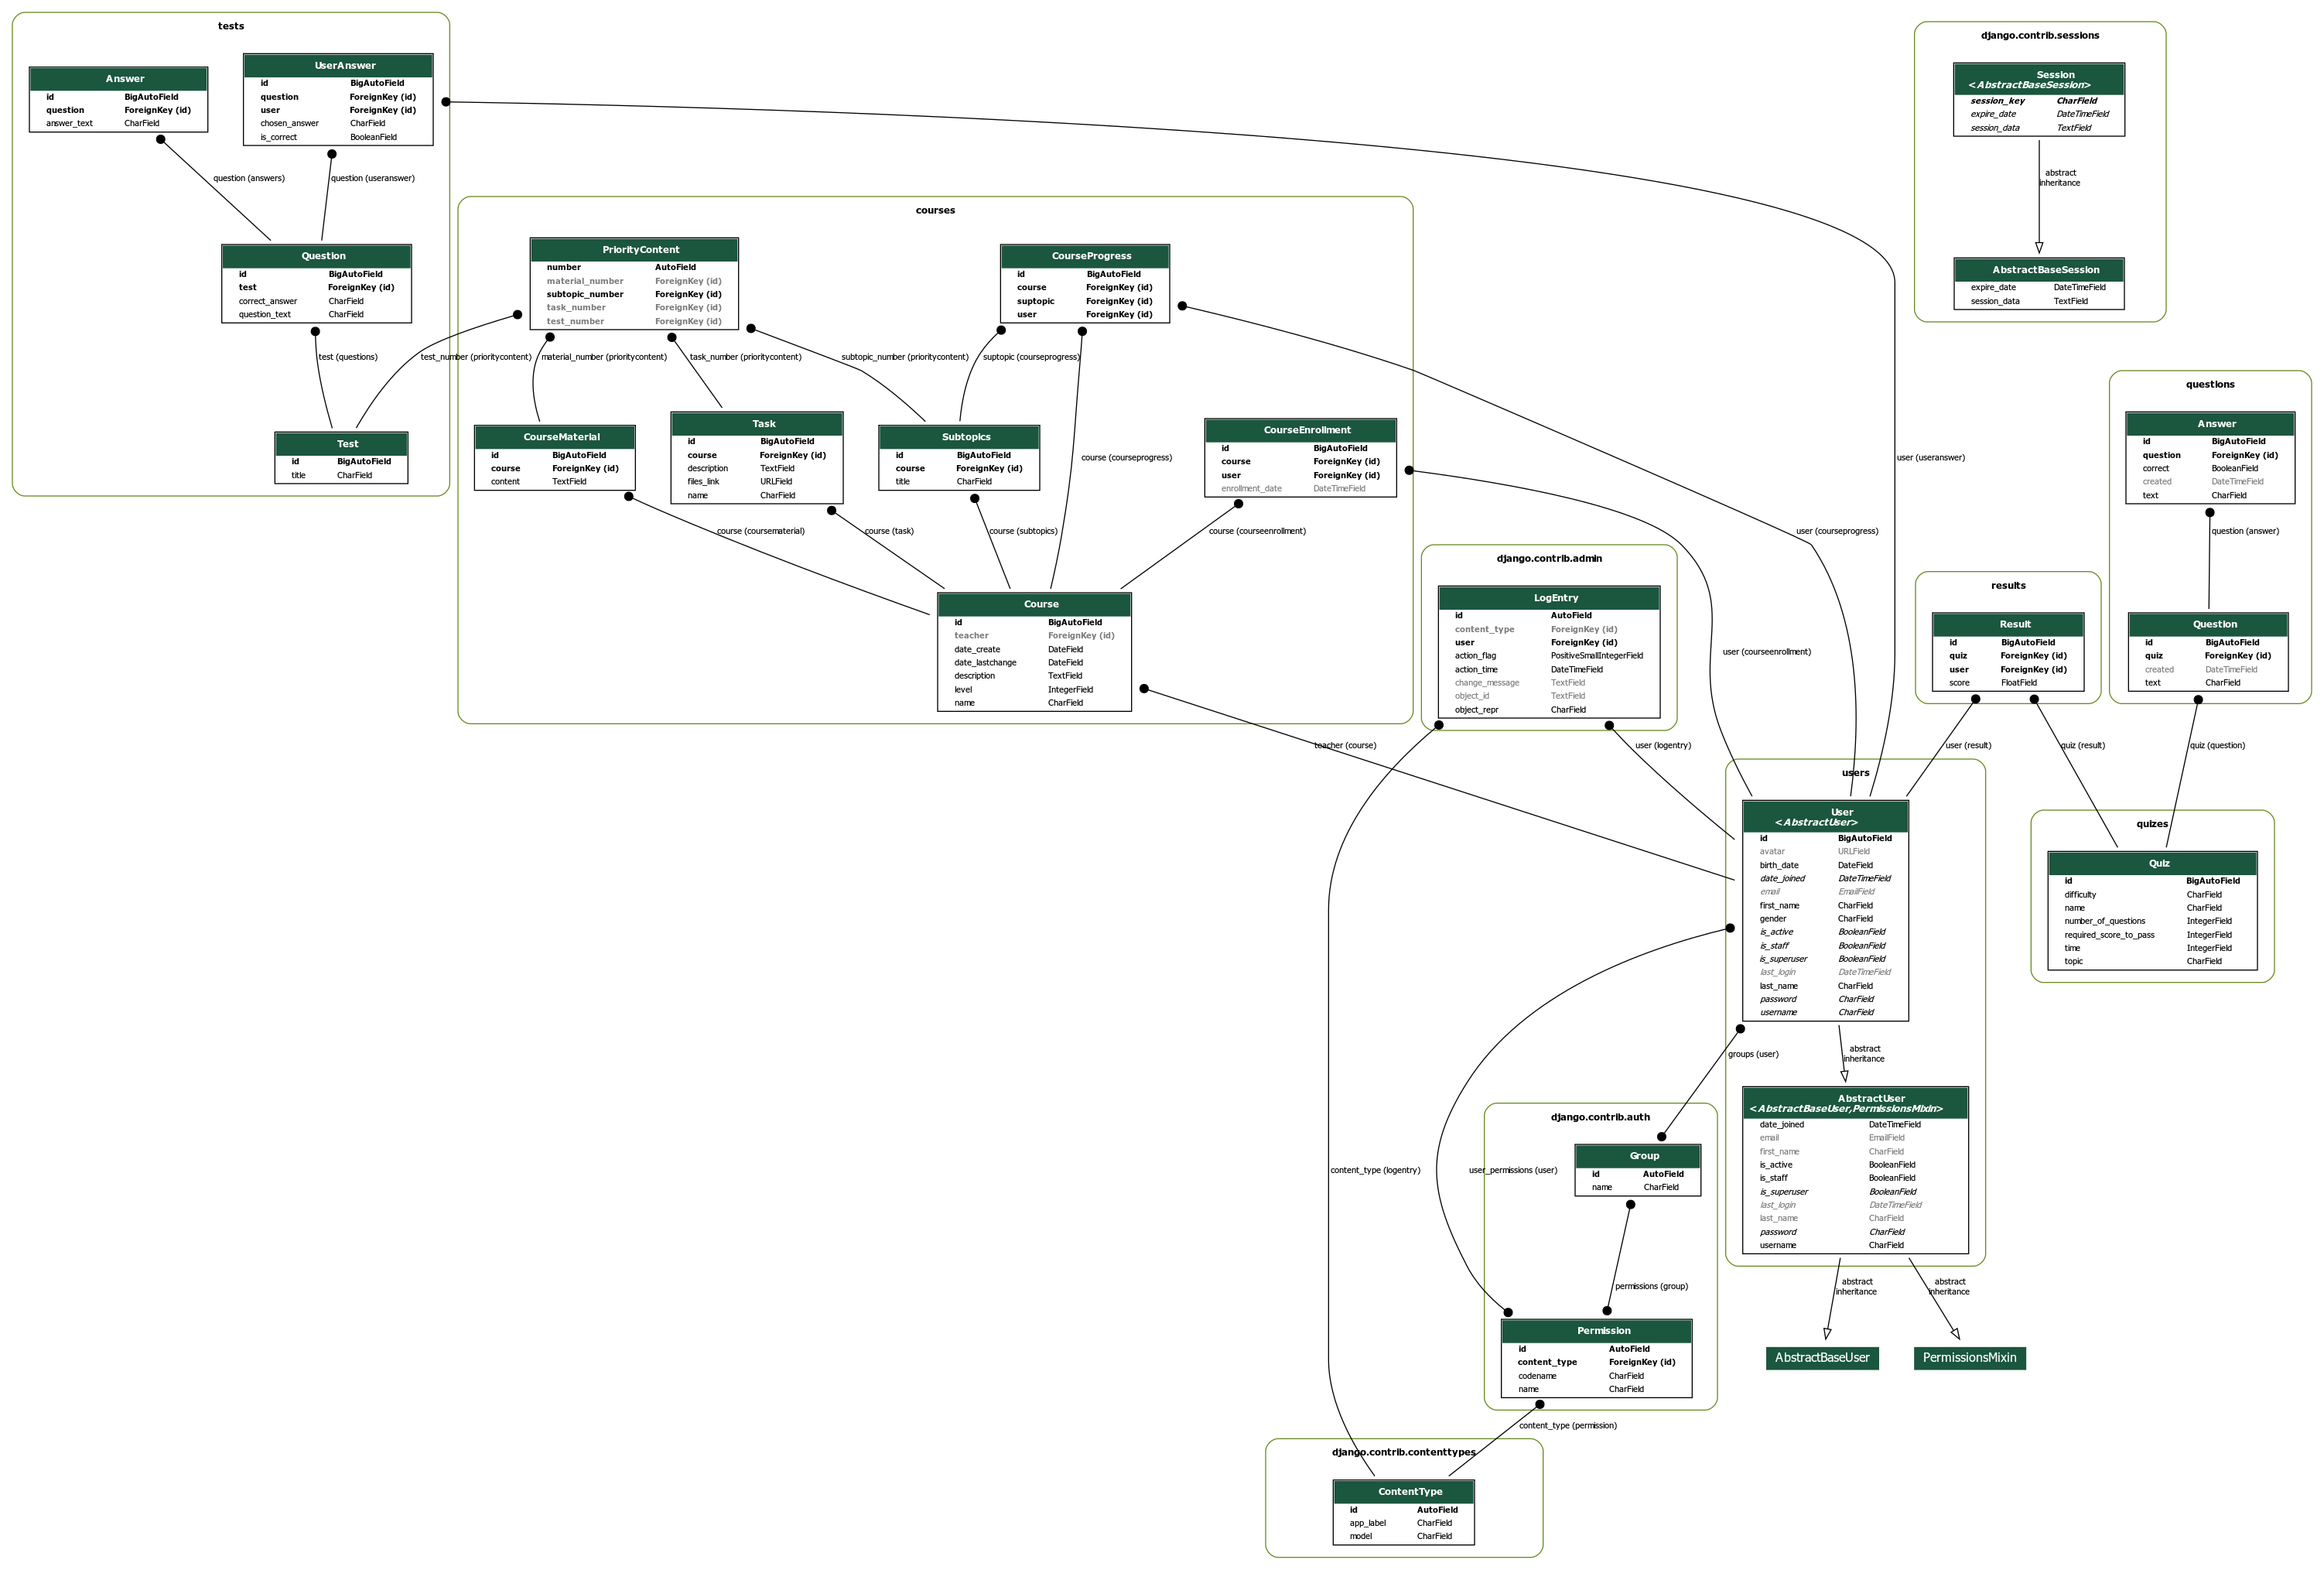 tests
Answer
id BigAutoField
question ForeignKey (id)
answer_text CharField
UserAnswer
id BigAutoField
question ForeignKey (id)
user ForeignKey (id)
chosen_answer CharField
is_correct BooleanField
question (answers)
question (useranswer)
Question
id BigAutoField
test ForeignKey (id)
correct_answer CharField
question_text CharField
test (questions)
test_number (prioritycontent)
Test
id BigAutoField
title CharField
courses
PriorityContent
number AutoField
material_number ForeignKey (id)
subtopic_number ForeignKey (id)
task_number ForeignKey (id)
test_number ForeignKey (id)
CourseProgress
id BigAutoField
course ForeignKey (id)
suptopic ForeignKey (id)
user ForeignKey (id)
material_number (prioritycontent)
task_number (prioritycontent)
subtopic_number (prioritycontent)
suptopic (courseprogress)
CourseMaterial
id BigAutoField
course ForeignKey (id)
content TextField
Task
id BigAutoField
course ForeignKey (id)
description TextField
files_link URLField
name CharField
Subtopics
id BigAutoField
course ForeignKey (id)
title CharField
course (courseprogress)
CourseEnrollment
id BigAutoField
course ForeignKey (id)
user ForeignKey (id)
enrollment_date DateTimeField
course (coursematerial)
course (task)
course (subtopics)
course (courseenrollment)
Course
id BigAutoField
teacher ForeignKey (id)
date_create DateField
date_lastchange DateField
description TextField
level IntegerField
name CharField
teacher (course)
django.contrib.sessions
Session
<AbstractBaseSession>
session_key CharField
expire_date DateTimeField
session_data TextField
abstract
inheritance
AbstractBaseSession
expire_date DateTimeField
session_data TextField
user (useranswer)
user (courseprogress)
user (courseenrollment)
django.contrib.admin
LogEntry
id AutoField
content_type ForeignKey (id)
user ForeignKey (id)
action_flag PositiveSmallIntegerField
action_time DateTimeField
change_message TextField
object_id TextField
object_repr CharField
user (logentry)
questions
Answer
id BigAutoField
question ForeignKey (id)
correct BooleanField
created DateTimeField
text CharField
question (answer)
Question
id BigAutoField
quiz ForeignKey (id)
created DateTimeField
text CharField
results
Result
id BigAutoField
quiz ForeignKey (id)
user ForeignKey (id)
score FloatField
user (result)
quiz (result)
quiz (question)
users
User
<AbstractUser>
id BigAutoField
avatar URLField
birth_date DateField
date_joined DateTimeField
email EmailField
first_name CharField
gender CharField
is_active BooleanField
is_staff BooleanField
is_superuser BooleanField
last_login DateTimeField
last_name CharField
password CharField
username CharField
quizes
Quiz
id BigAutoField
difficulty CharField
name CharField
number_of_questions IntegerField
required_score_to_pass IntegerField
time IntegerField
topic CharField
groups (user)
abstract
inheritance
AbstractUser
<AbstractBaseUser,PermissionsMixin>
date_joined DateTimeField
email EmailField
first_name CharField
is_active BooleanField
is_staff BooleanField
is_superuser BooleanField
last_login DateTimeField
last_name CharField
password CharField
username CharField
django.contrib.auth
Group
id AutoField
name CharField
content_type (logentry)
user_permissions (user)
permissions (group)
Permission
id AutoField
content_type ForeignKey (id)
codename CharField
name CharField
abstract
inheritance
abstract
inheritance
AbstractBaseUser
PermissionsMixin
content_type (permission)
django.contrib.contenttypes
ContentType
id AutoField
app_label CharField
model CharField